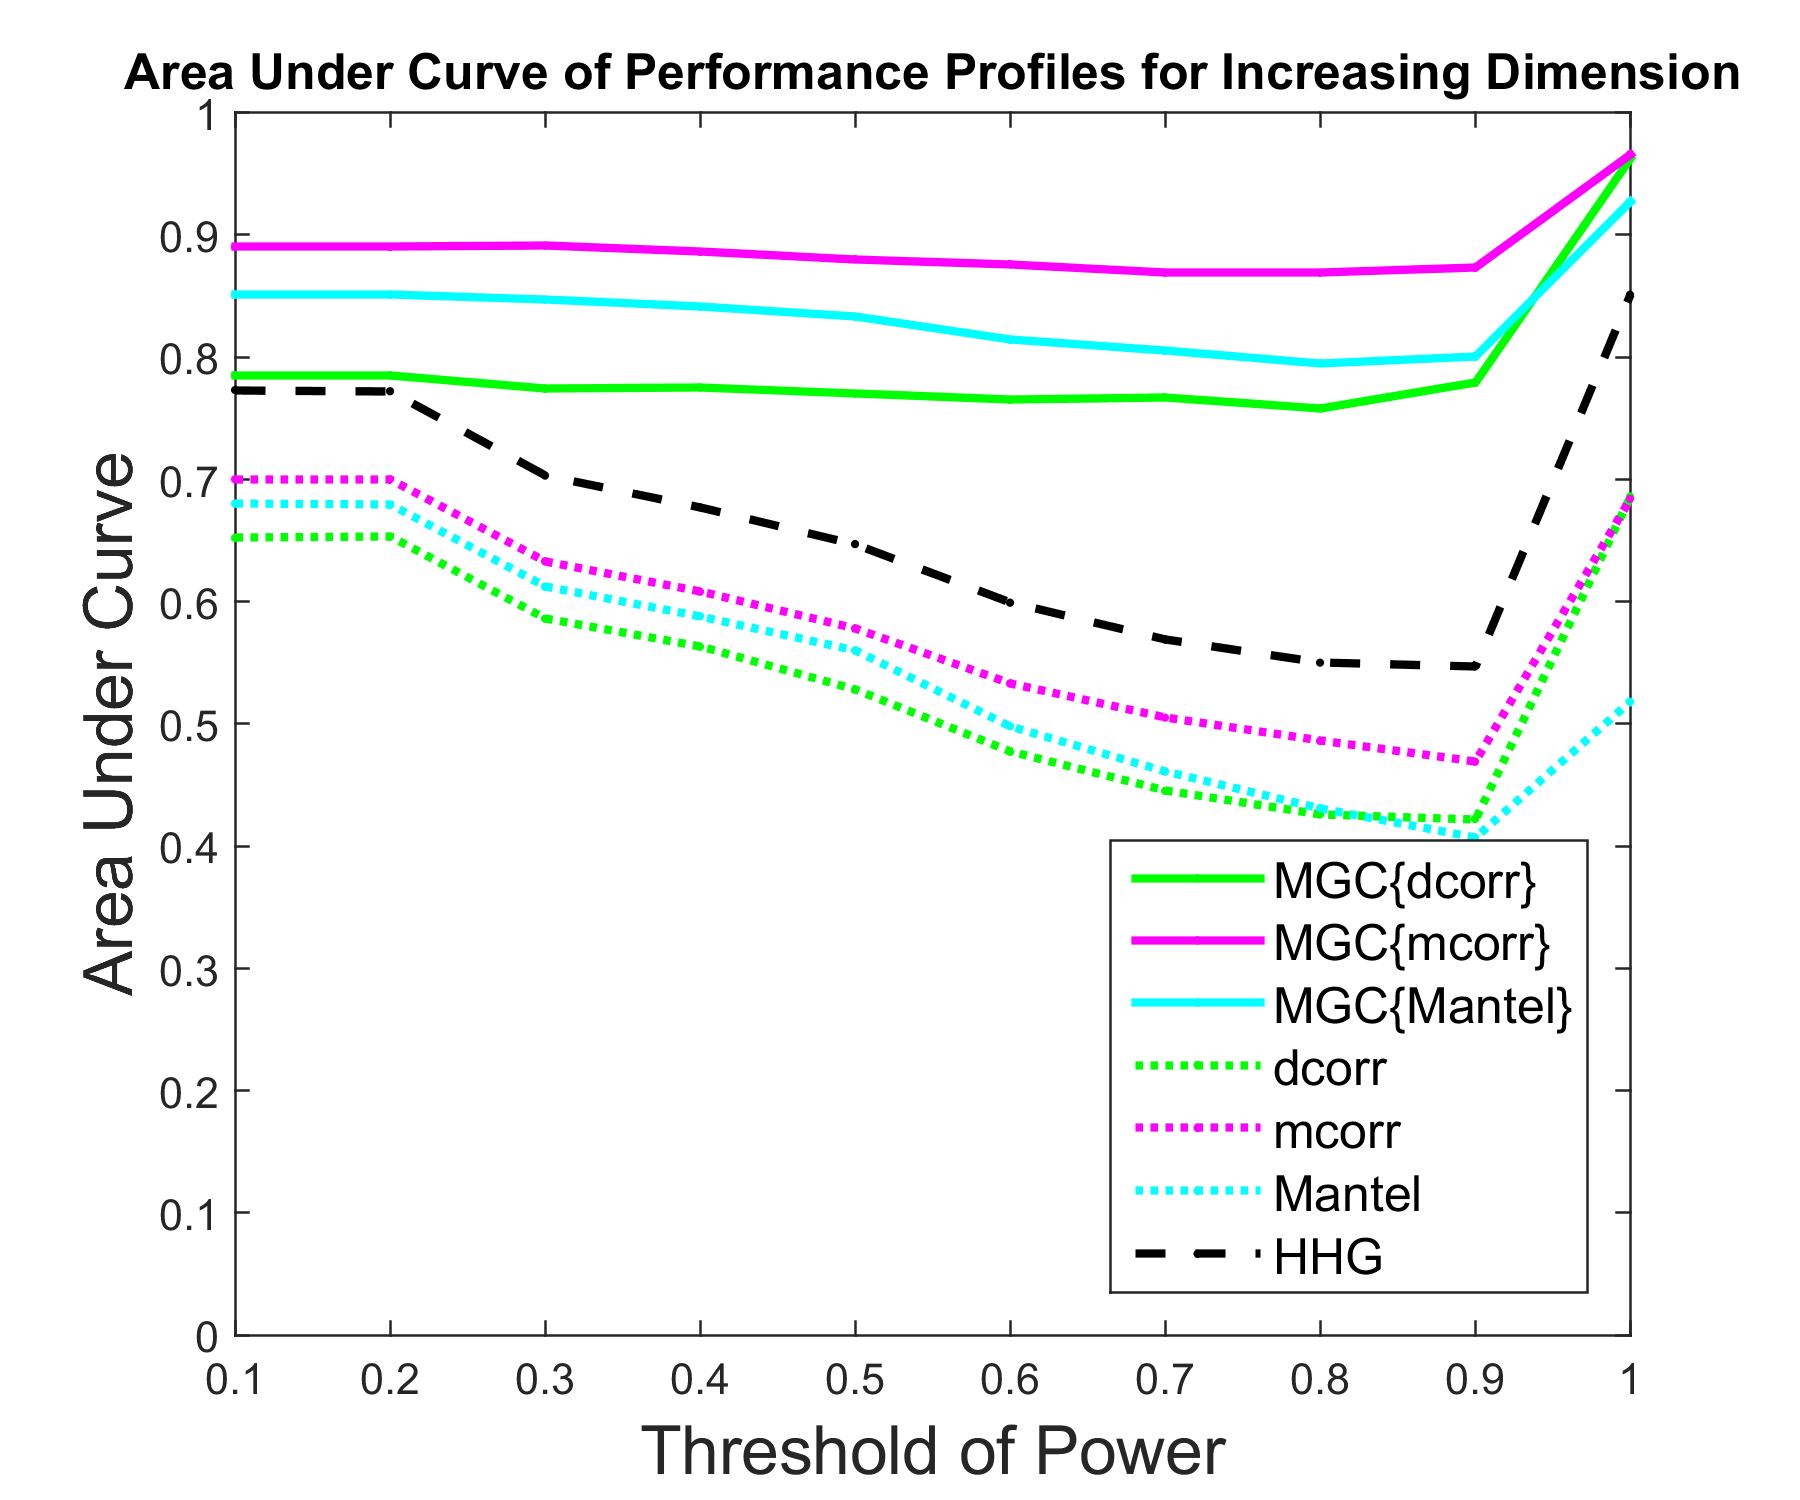 Area Under Curve of Performance Profiles for Increasing Dimension
1
0.9
0.8
0.7
0.6
0.5
0.4
0.3
0.2
0.1
0
Area Under Curve
MGC{dcorr}
MGC{mcorr}
MGC{Mantel}
dcorr
mcorr
Mantel
HHG
0.1 0.2 0.3 0.4 0.5 0.6 0.7 0.8 0.9 1
Threshold of Power